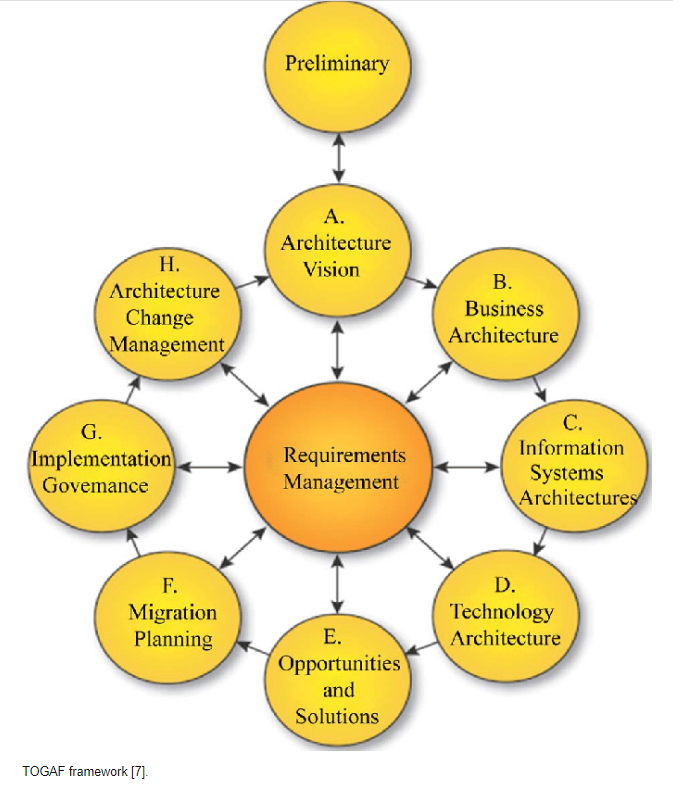 Preliminary
A.
Architecture
Vision
H.
Architecture
Change
Management
B.
Business
Architecture
G.
Implementation
Govemance
Requirements
Management
C.
Information
Systems
Architectures
F.
Migration
Planning
D.
Technology
Architecture
E.
Opportunities
and
Solutions
TOGAF framework [7].